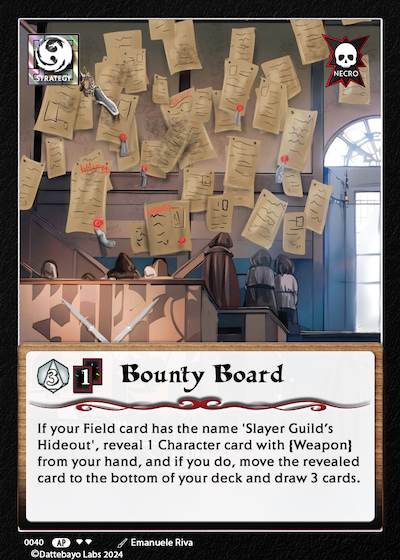 STRATEGY
NECRO
3 1 Bounty Board
If your Field card has the name 'Slayer Guild's
Hideout', reveal 1 Character card with {Weapon}
from your hand, and if you do, move the revealed
card to the bottom of your deck and draw 3 cards.
0040 AP ♥♥ Emanuele Riva
©Dattebayo Labs 2024